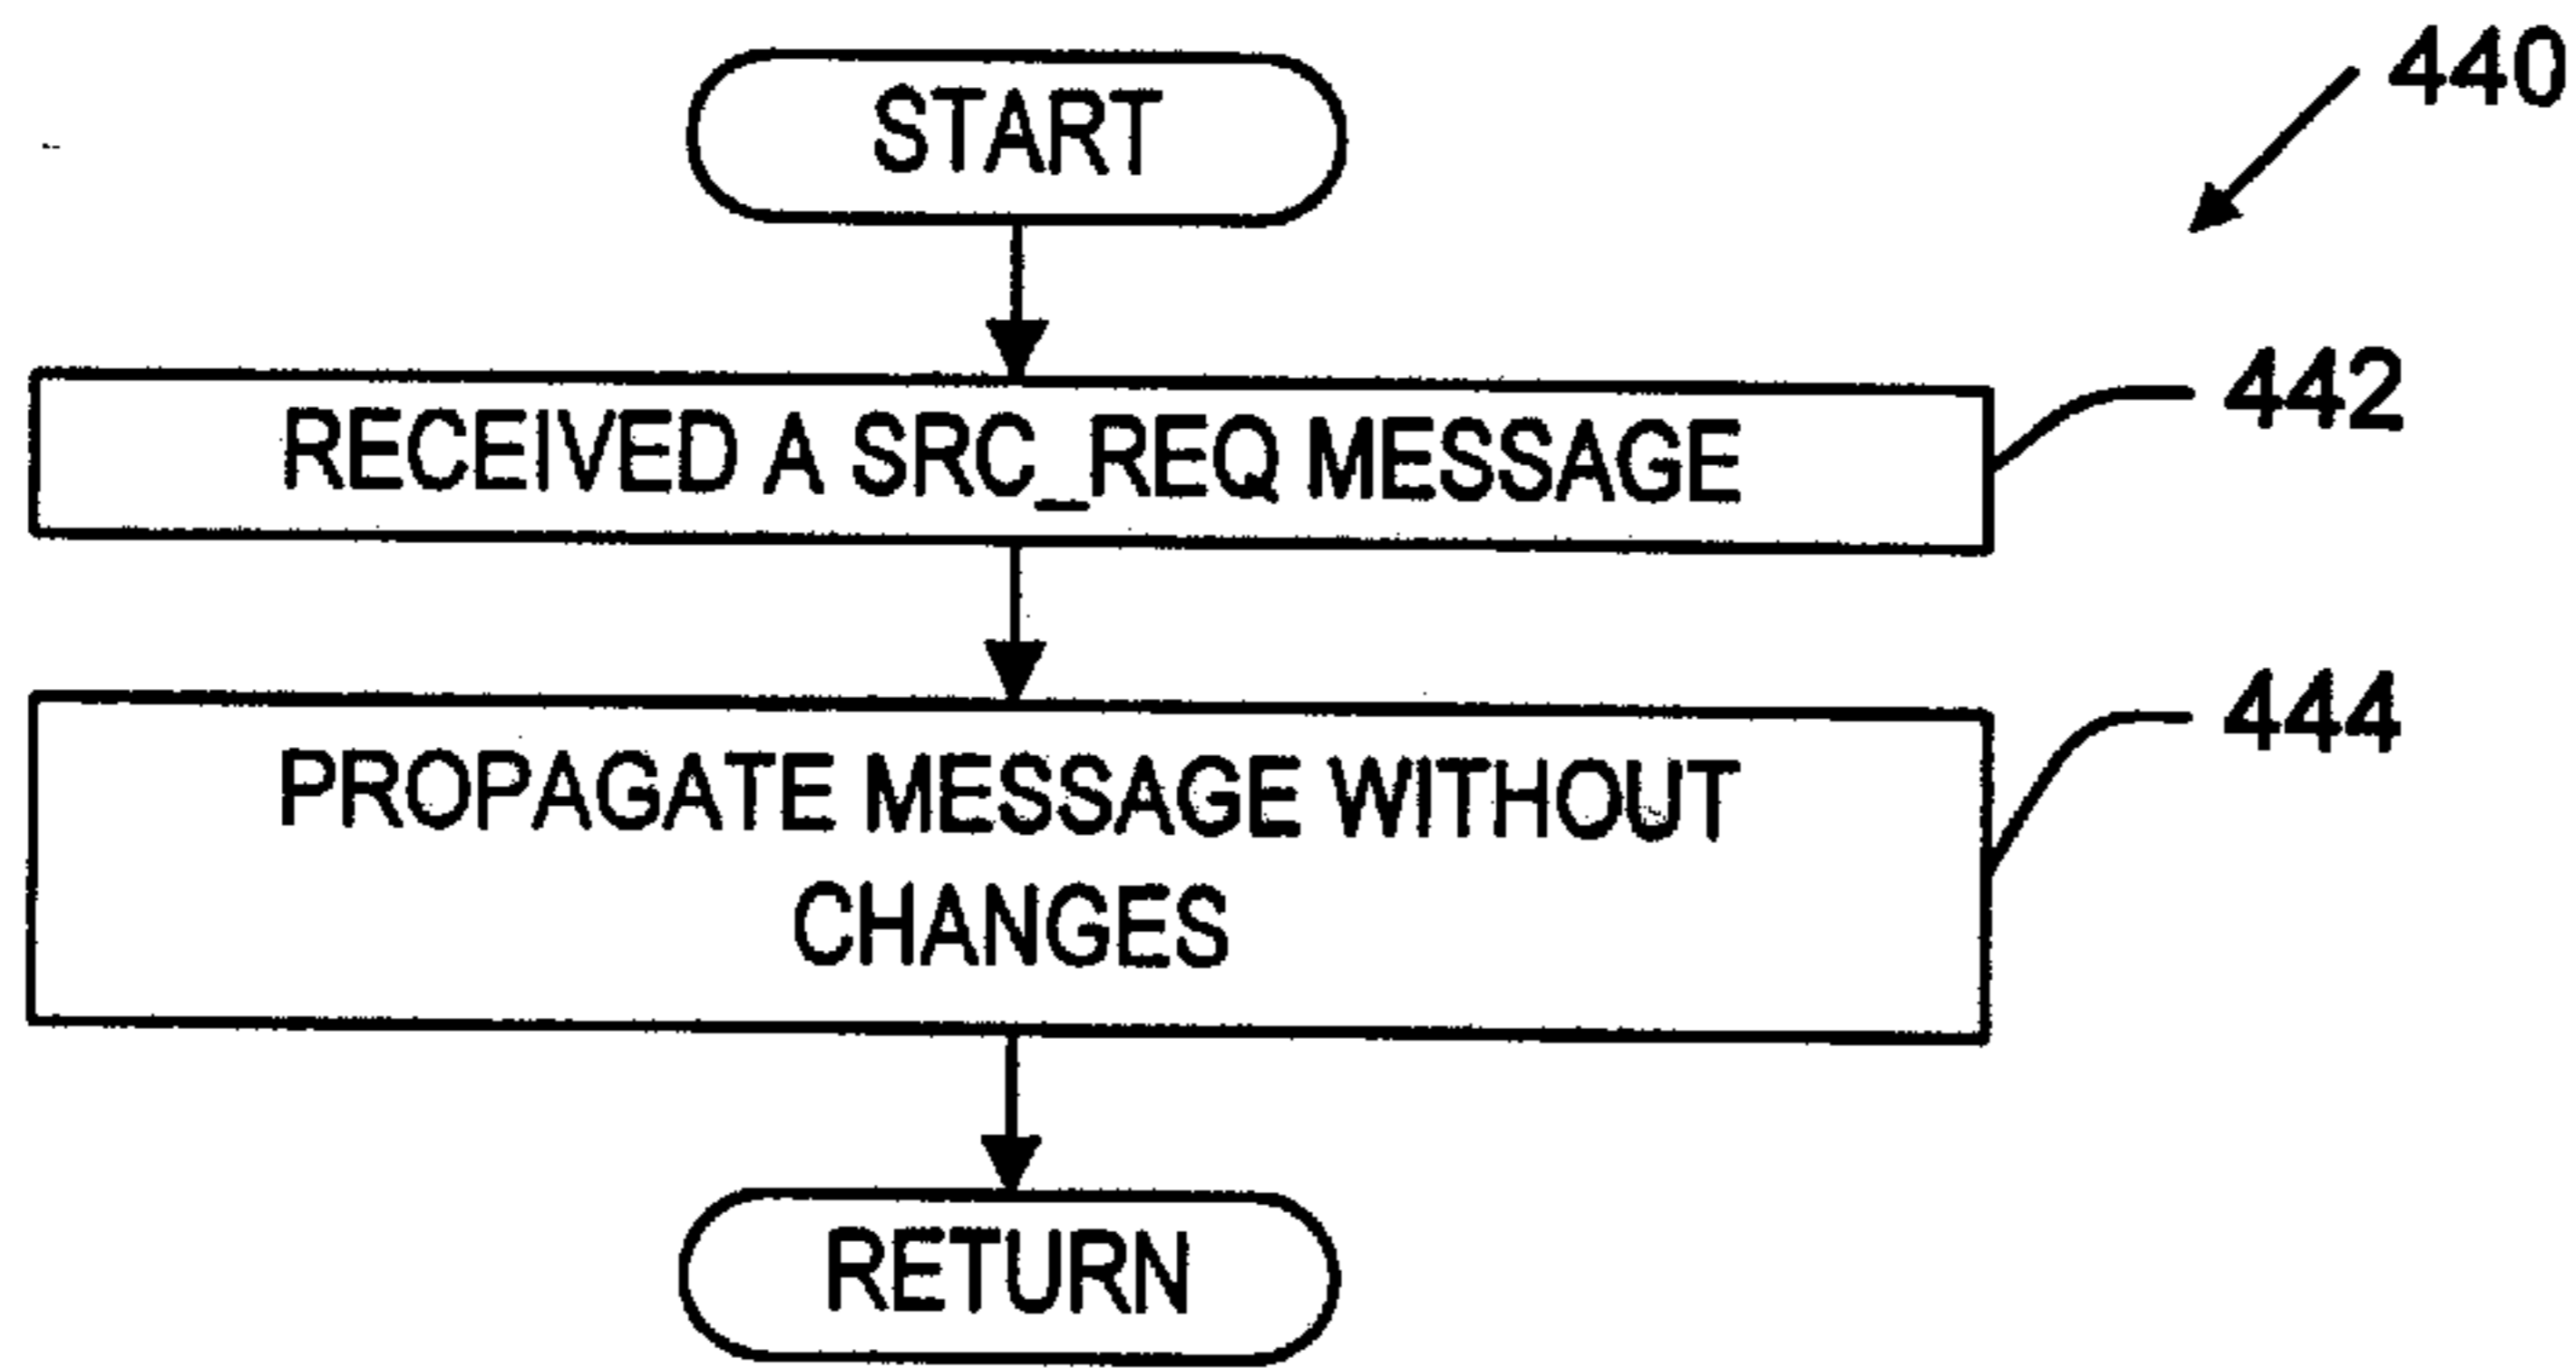 START
440
RECEIVED A SRC_REQ MESSAGE
442
PROPAGATE MESSAGE WITHOUT
CHANGES
444
RETURN